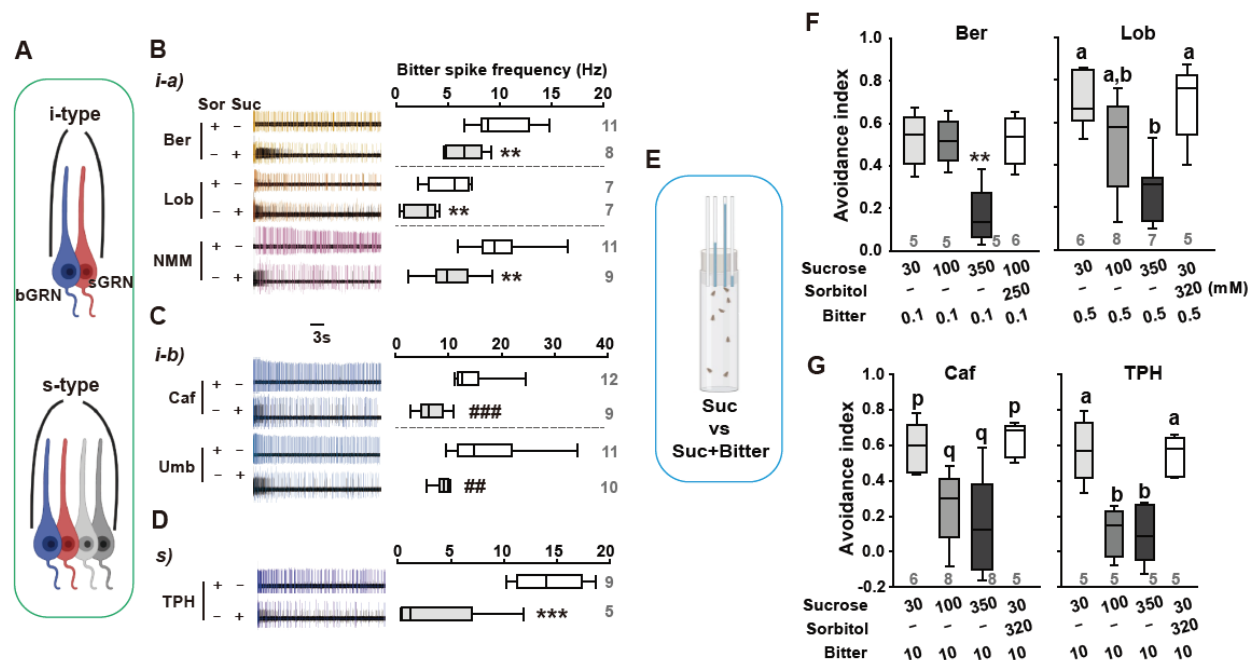 A
i-type
bGRN
sGRN
s-type
B
i-a)
Bitter spike frequency (Hz)
Sor Suc
0 5 10 15 20
Ber
+ − 11
− + ** 8
Lob
+ − 7
− + ** 7
NMM
+ − 11
− + ** 9
C
i-b)
3s
0 10 20 30 40
Caf
+ − 12
− + ### 9
Umb
+ − 11
− + ## 10
D
s)
0 5 10 15 20
TPH
+ − 9
− + *** 5
E
Suc
vs
Suc+Bitter
F
Ber
Lob
Avoidance index
1.0
0.8
0.6
0.4
0.2
0.0
**
a a,b b a
5 5 5 6
6 8 7 5
Sucrose 30 100 350 100 30 100 350 30
Sorbitol − − − 250 − − − 320 (mM)
Bitter 0.1 0.1 0.1 0.1 0.5 0.5 0.5 0.5
G
Caf
TPH
Avoidance index
1.0
0.8
0.6
0.4
0.2
0.0
-0.2
p q q p
a b b a
6 8 8 5
5 5 5 5
Sucrose 30 100 350 30 30 100 350 30
Sorbitol − − − 320 − − − 320
Bitter 10 10 10 10 10 10 10 10